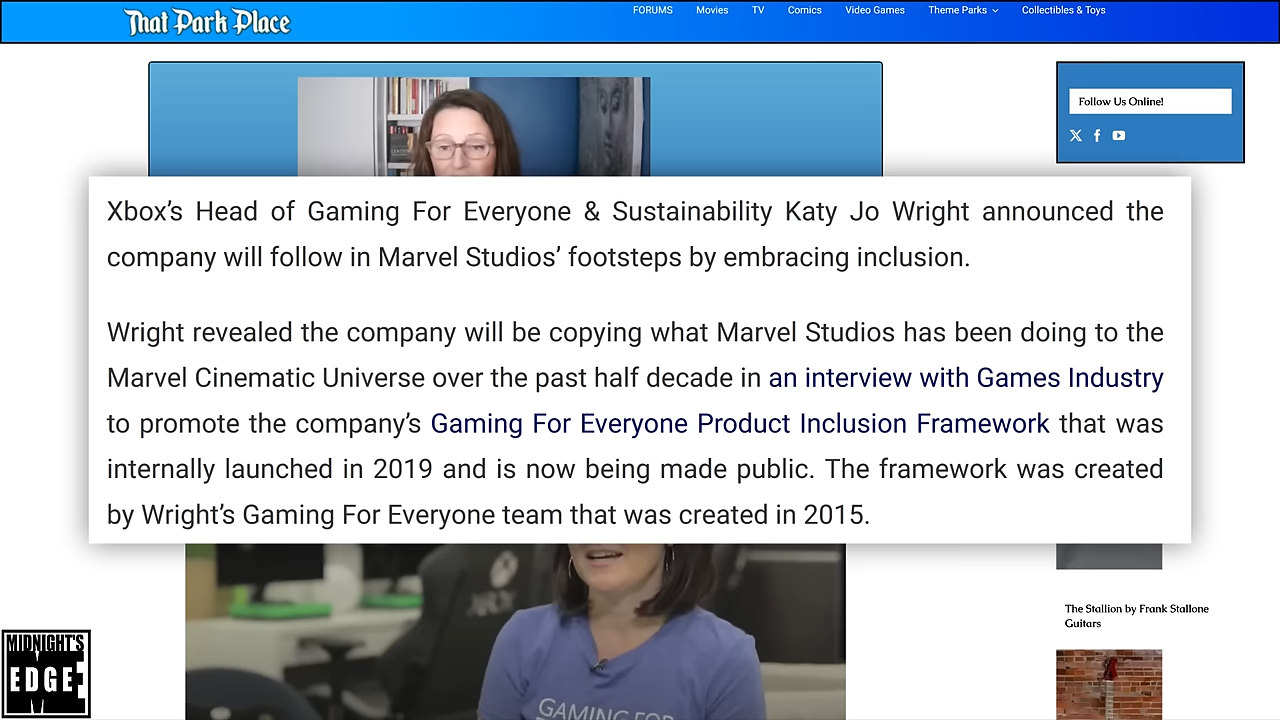 That Park Place
FORUMS Movies TV Comics Video Games Theme Parks Collectibles & Toys
Follow Us Online!
Xbox's Head of Gaming For Everyone & Sustainability Katy Jo Wright announced the
company will follow in Marvel Studios' footsteps by embracing inclusion.
Wright revealed the company will be copying what Marvel Studios has been doing to the
Marvel Cinematic Universe over the past half decade in an interview with Games Industry
to promote the company's Gaming For Everyone Product Inclusion Framework that was
internally launched in 2019 and is now being made public. The framework was created
by Wright's Gaming For Everyone team that was created in 2015.
The Stallion by Frank Stallone
Guitars
MIDNIGHT'S
EDGE
ME
GAMING FOR